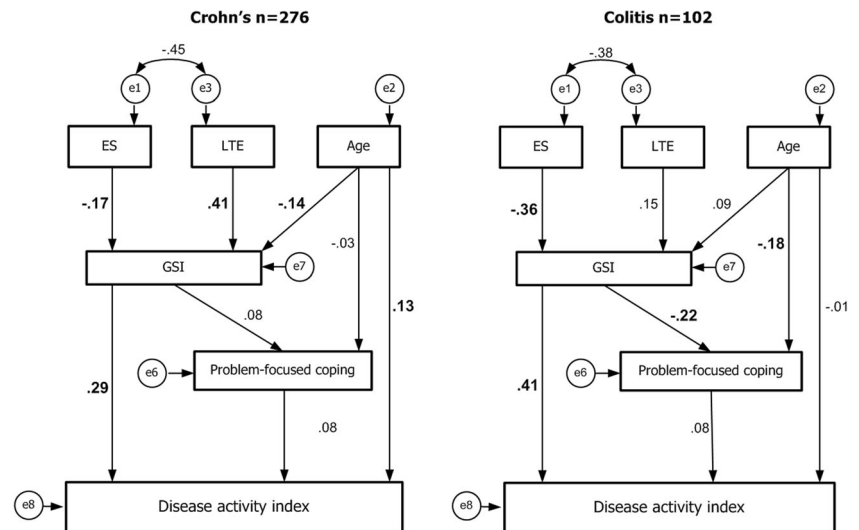 Crohn's n=276
-.45
e1
e3
e2
ES
LTE
Age
-.17
.41
-.14
-.03
GSI
e7
.08
.13
e6
Problem-focused coping
.29
.08
e8
Disease activity index
Colitis n=102
-.38
e1
e3
e2
ES
LTE
Age
-.36
.15
.09
-.18
GSI
e7
-.01
-.22
e6
Problem-focused coping
.41
.08
e8
Disease activity index